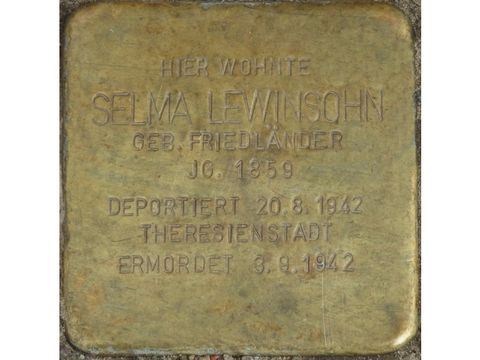 HIER WOHNTE
SELMA LEWINSOHN
GEB. FRIEDLÄNDER
JG. 1859
DEPORTIERT 20.8.1942
THERESIENSTADT
ERMORDET 3.9.1942